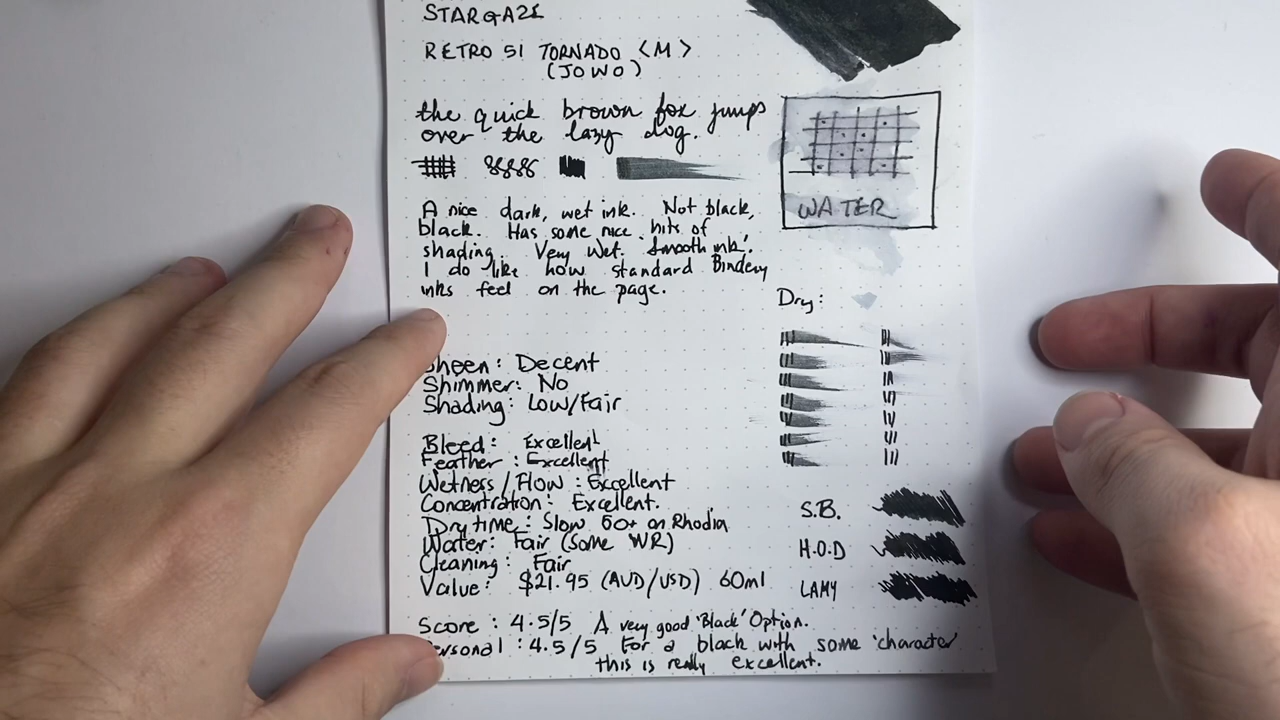 STARGAZE
RETRO 51 TORNADO <M>
(JOWO)
the quick brown fox jumps
over the lazy dog.
A nice dark, wet ink. Not black,
black. Has some nice hits of
shading. Very Wet. 'Smooth ink'.
I do like how standard Bindery
inks feel on the page.
WATER
Dry:
Sheen: Decent
Shimmer: No
Shading: Low/Fair
Bleed: Excellent
Feather: Excellent
Wetness/Flow: Excellent
Concentration: Excellent.
Dry time: Slow 60+ on Rhodia
Water: Fair (Some WR)
Cleaning: Fair
Value: $21.95 (AUD/USD) 60ml
S.B.
H.O.D
LAMY
Score: 4.5/5 A very good 'Black' Option.
ersonal: 4.5/5 For a black with some 'character'
this is really excellent.